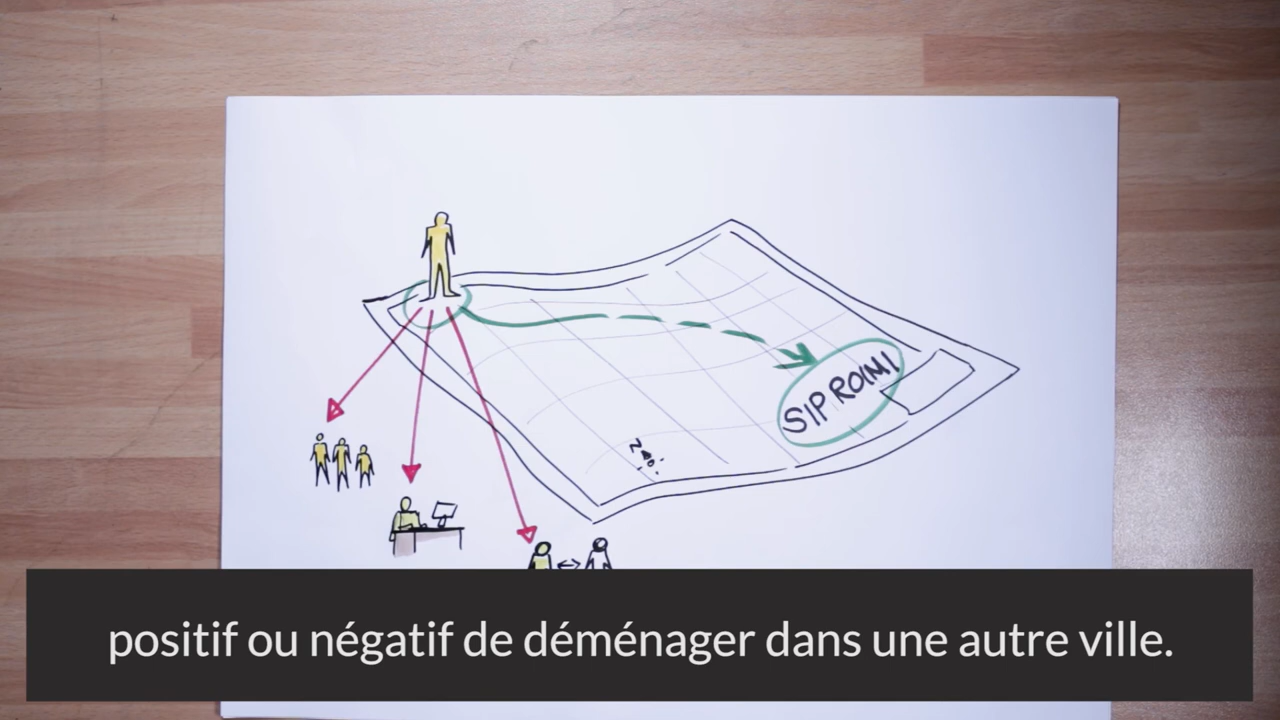 SIPROIMI
N
positif ou négatif de déménager dans une autre ville.